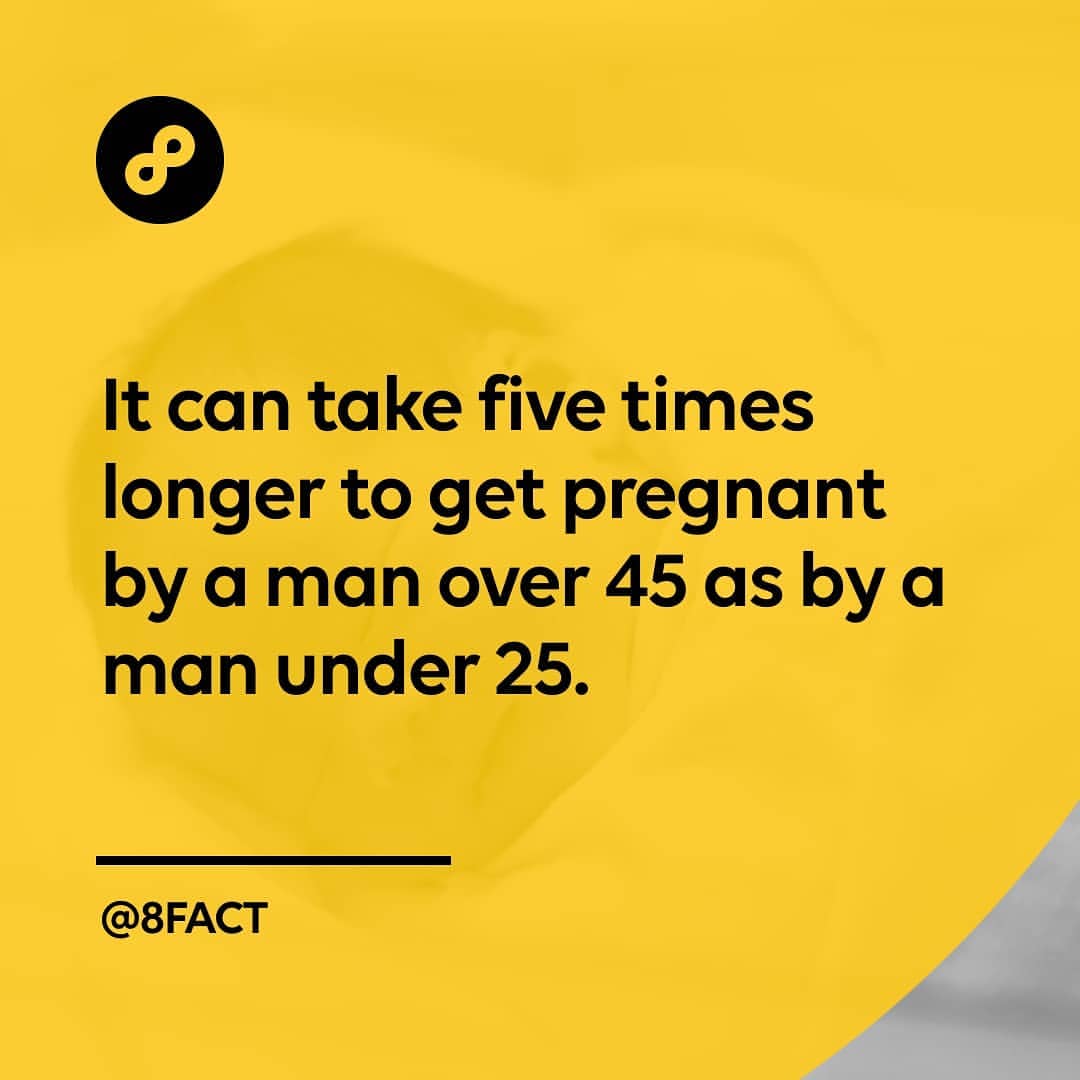 It can take five times
longer to get pregnant
by a man over 45 as by a
man under 25.
@8FACT